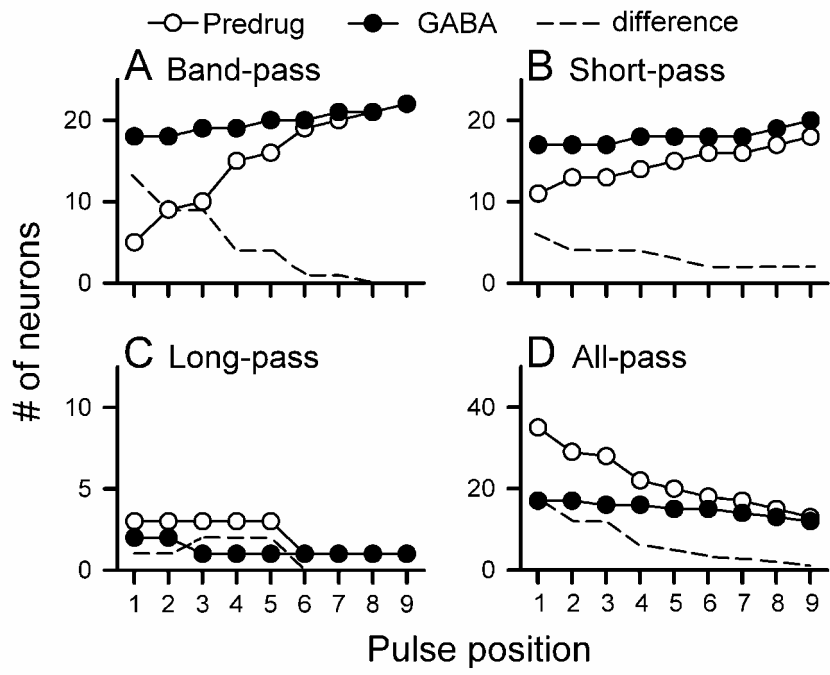 Predrug GABA difference
A Band-pass
B Short-pass
20
10
0
20
10
0
# of neurons
C Long-pass
D All-pass
10
5
0
1 2 3 4 5 6 7 8 9
40
20
0
1 2 3 4 5 6 7 8 9
Pulse position